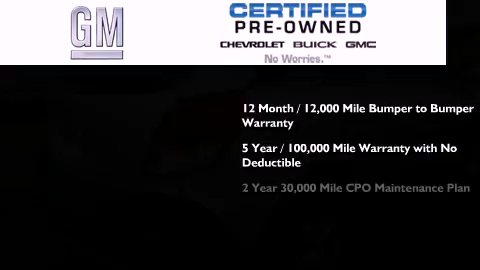 GM
CERTIFIED
PRE-OWNED
CHEVROLET BUICK GMC
No Worries.™
12 Month / 12,000 Mile Bumper to Bumper
Warranty
5 Year / 100,000 Mile Warranty with No
Deductible
2 Year 30,000 Mile CPO Maintenance Plan